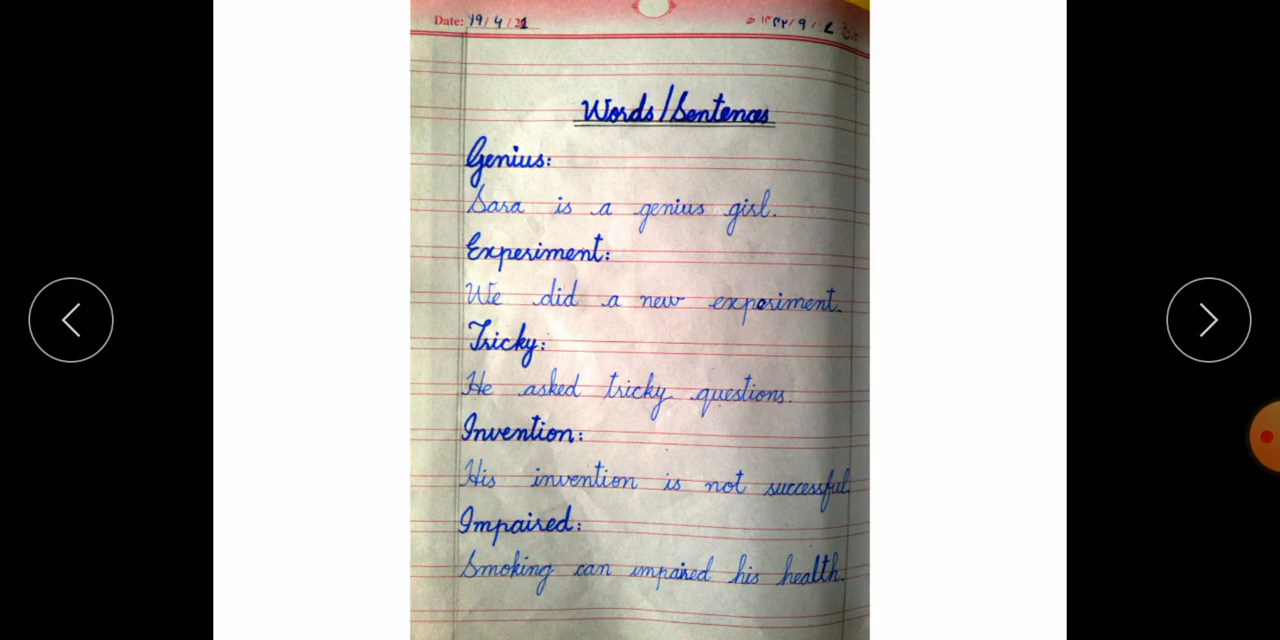 Date: 19/4/21
Words/Sentences
Genius:
Sara is a genius girl.
Experiment:
We did a new experiment.
Tricky:
He asked tricky questions.
Invention:
His invention is not successful.
Impaired:
Smoking can impaired his health.